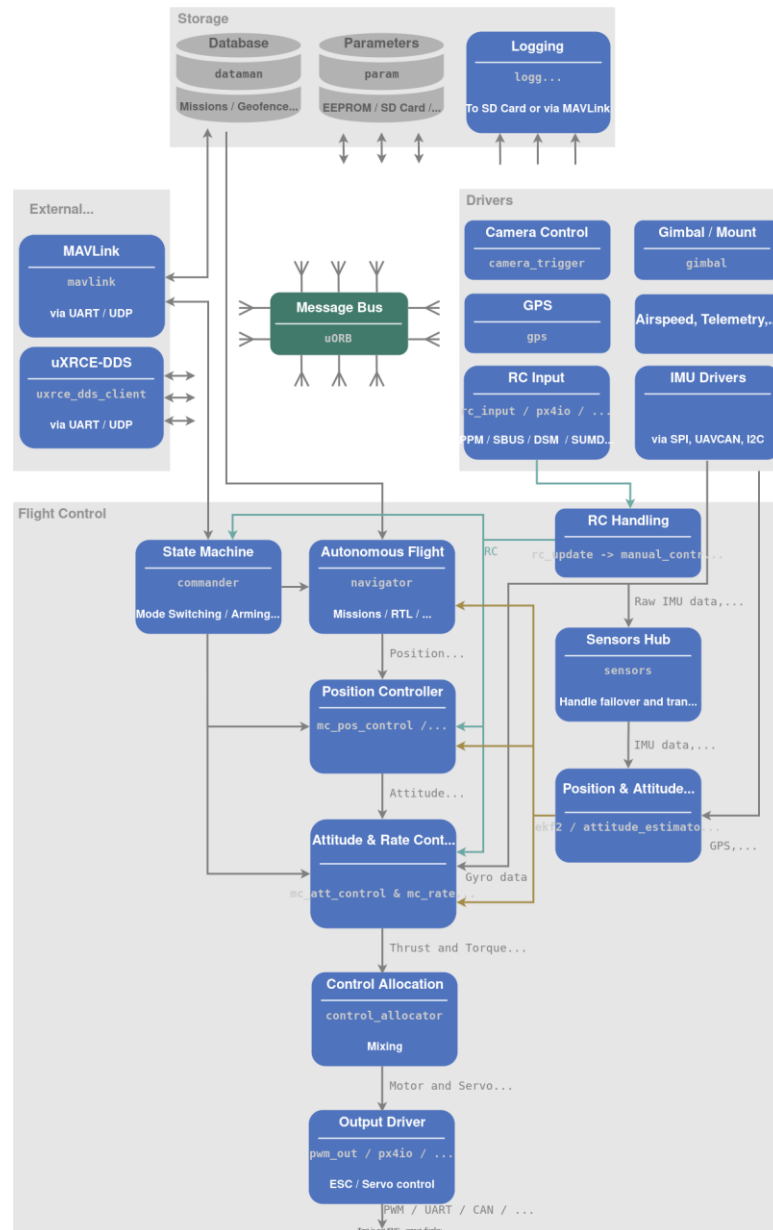 Storage
Database
dataman
Missions / Geofence...
Parameters
param
EEPROM / SD Card /...
Logging
logg...
To SD Card or via MAVLink
External...
MAVLink
mavlink
via UART / UDP
uXRCE-DDS
uxrce_dds_client
via UART / UDP
Message Bus
uORB
Drivers
Camera Control
camera_trigger
Gimbal / Mount
gimbal
GPS
gps
Airspeed, Telemetry,...
RC Input
rc_input / px4io / ...
PPM / SBUS / DSM / SUMD...
IMU Drivers
via SPI, UAVCAN, I2C
Flight Control
State Machine
commander
Mode Switching / Arming...
Autonomous Flight
navigator
Missions / RTL / ...
RC
RC Handling
rc_update -> manual_contr...
Raw IMU data,...
Position...
Sensors Hub
sensors
Handle failover and tran...
Position Controller
mc_pos_control /...
IMU data,...
Attitude...
Position & Attitude...
ekf2 / attitude_estimato...
GPS,...
Attitude & Rate Cont...
mc_att_control & mc_rate...
Gyro data
Thrust and Torque...
Control Allocation
control_allocator
Mixing
Motor and Servo...
Output Driver
pwm_out / px4io / ...
ESC / Servo control
PWM / UART / CAN / ...